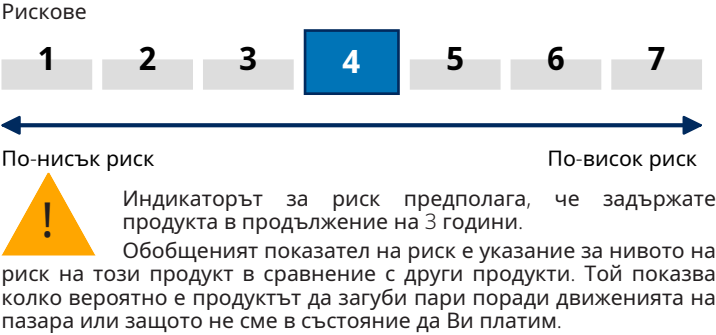 Рискове
1 2 3 4 5 6 7
По-нисък риск По-висок риск
!
Индикаторът за риск предполага, че задържате
продукта в продължение на 3 години.
Обобщеният показател на риск е указание за нивото на
риск на този продукт в сравнение с други продукти. Той показва
колко вероятно е продуктът да загуби пари поради движенията на
пазара или защото не сме в състояние да Ви платим.